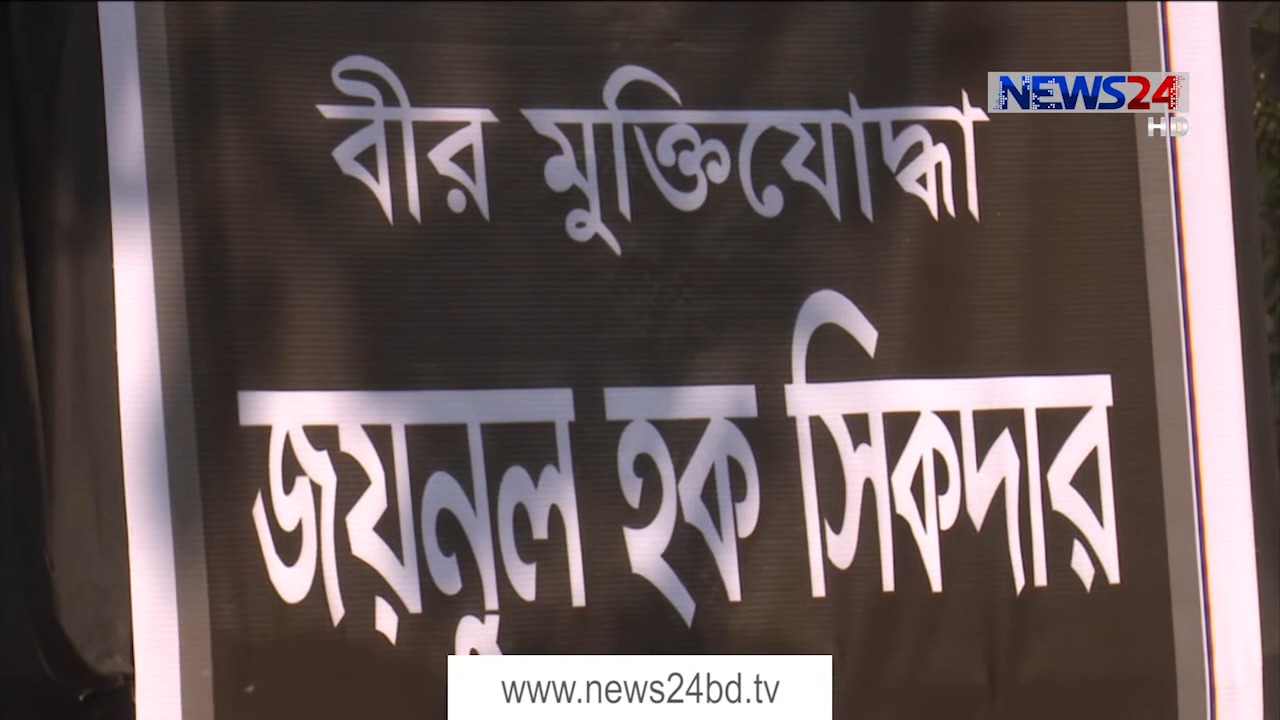 NEWS24
HD
বীর মুক্তিযোদ্ধা
জয়নুল হক সিকদার
www.news24bd.tv